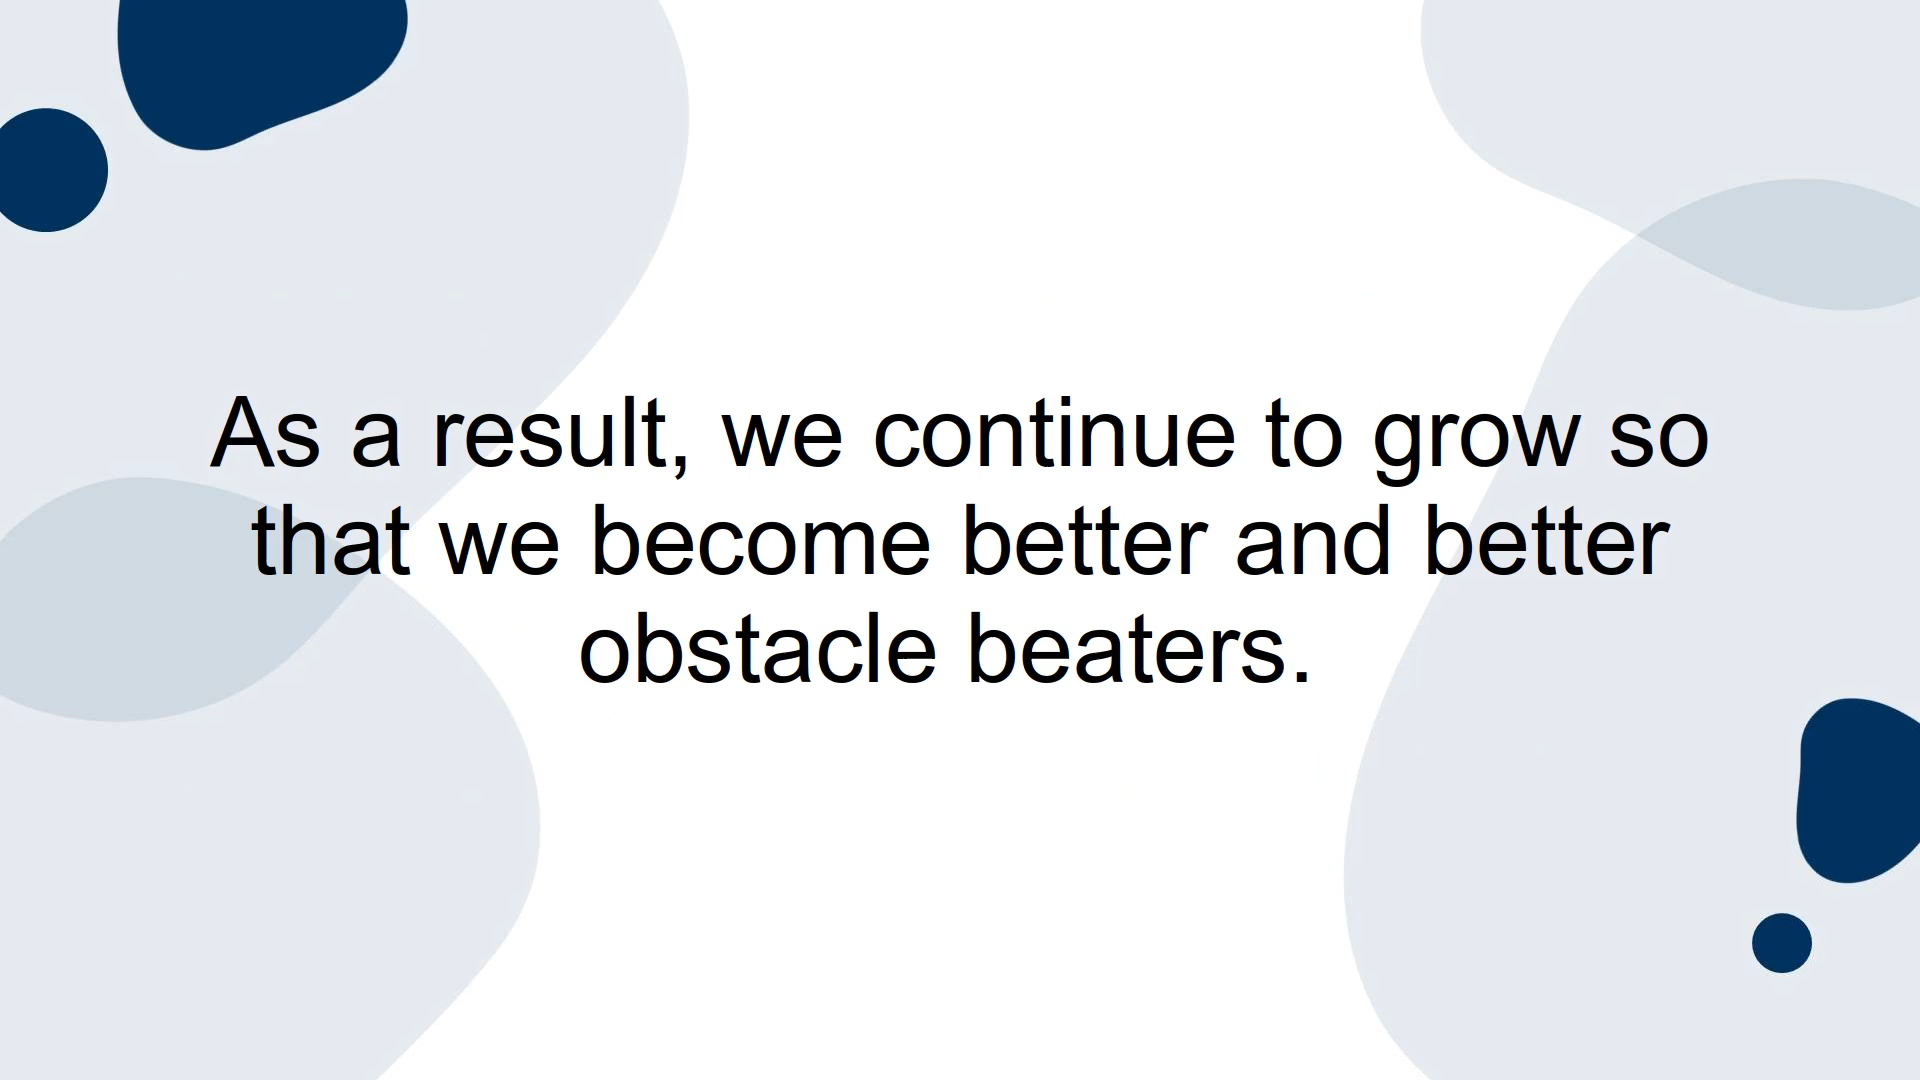 As a result, we continue to grow so
that we become better and better
obstacle beaters.